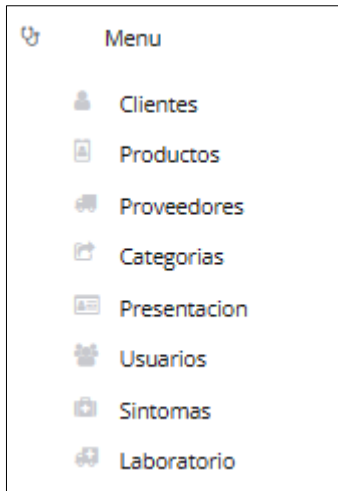 Menu
Clientes
Productos
Proveedores
Categorias
Presentacion
Usuarios
Sintomas
Laboratorio